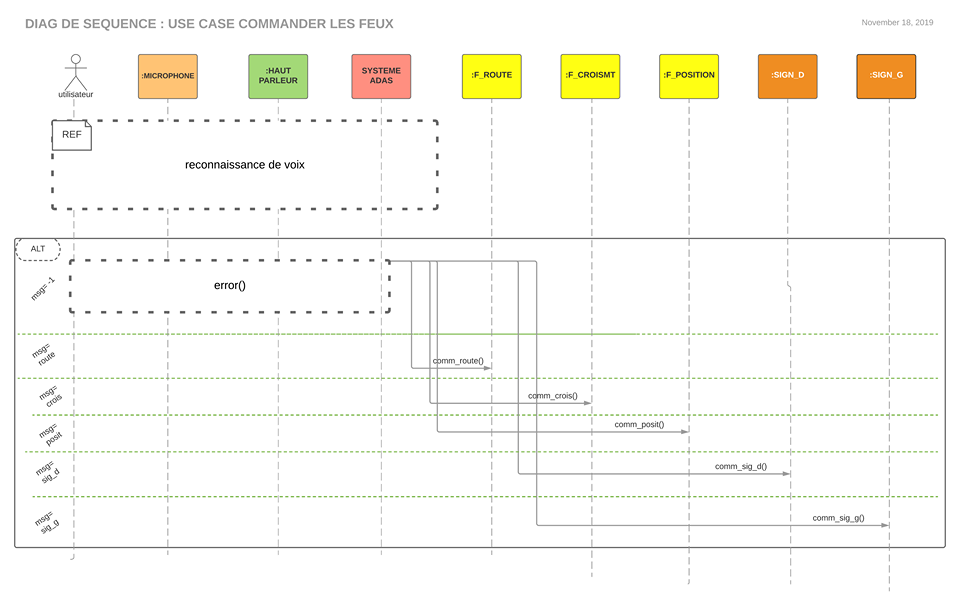 DIAG DE SEQUENCE : USE CASE COMMANDER LES FEUX
November 18, 2019
utilisateur
:MICROPHONE
:HAUT
PARLEUR
SYSTEME
ADAS
:F_ROUTE
:F_CROISMT
:F_POSITION
:SIGN_D
:SIGN_G
REF
reconnaissance de voix
ALT
msg= -1
error()
msg=
route
comm_route()
msg=
crois
comm_crois()
msg=
posit
comm_posit()
msg=
sig_d
comm_sig_d()
msg=
sig_g
comm_sig_g()